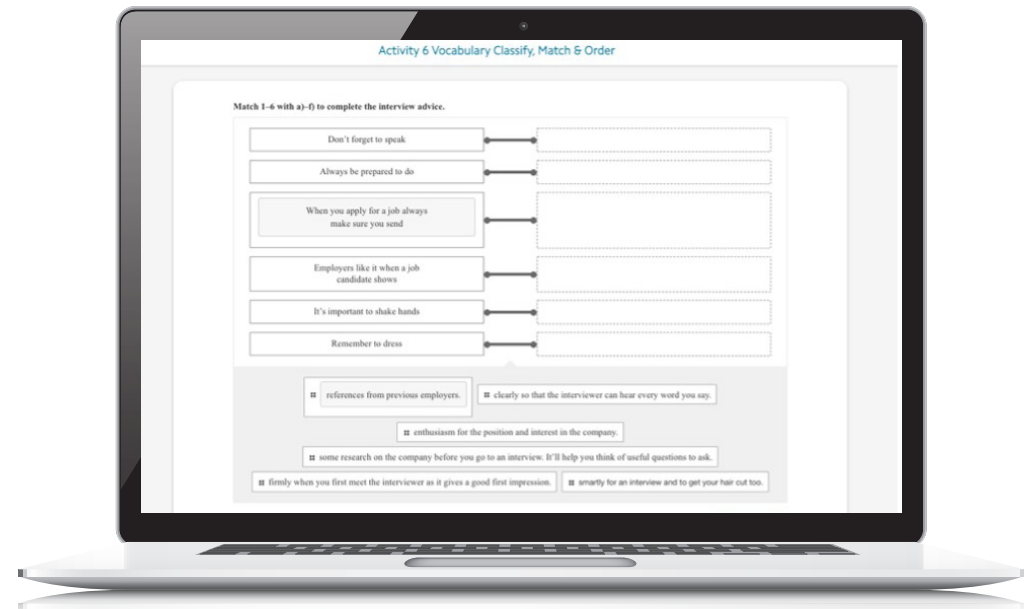 Activity 6 Vocabulary Classify, Match & Order
Match 1-6 with a)-f) to complete the interview advice.
Don't forget to speak
Always be prepared to do
When you apply for a job always
make sure you send
Employers like it when a job
candidate shows
It's important to shake hands
Remember to dress
references from previous employers.
clearly so that the interviewer can hear every word you say.
enthusiasm for the position and interest in the company.
some research on the company before you go to an interview. It'll help you think of useful questions to ask.
firmly when you first meet the interviewer as it gives a good first impression.
smartly for an interview and to get your hair cut too.